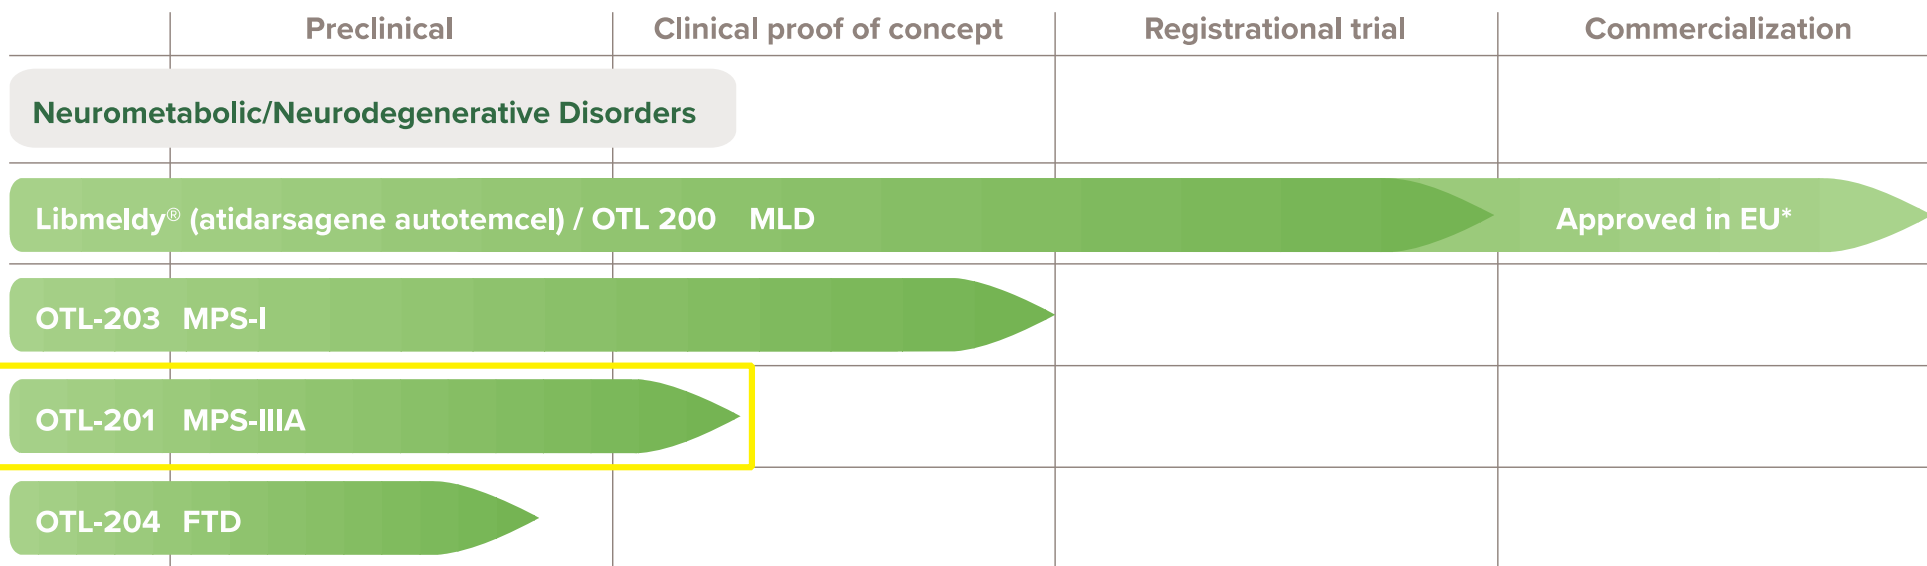 Preclinical Clinical proof of concept Registrational trial Commercialization
Neurometabolic/Neurodegenerative Disorders
Libmeldy® (atidarsagene autotemcel) / OTL 200 MLD Approved in EU*
OTL-203 MPS-I
OTL-201 MPS-IIIA
OTL-204 FTD